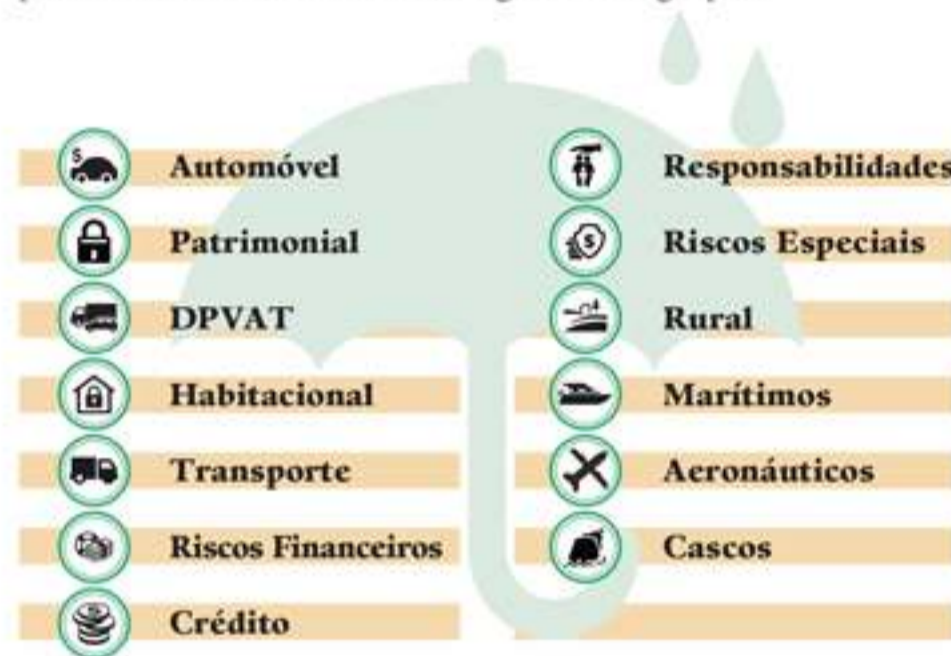 Automóvel
Patrimonial
DPVAT
Habitacional
Transporte
Riscos Financeiros
Crédito
Responsabilidades
Riscos Especiais
Rural
Marítimos
Aeronáuticos
Cascos